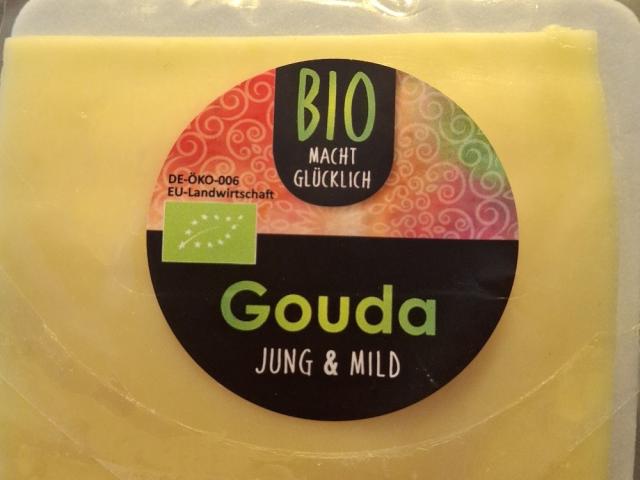 BIO
MACHT
GLÜCKLICH
DE-ÖKO-006
EU-Landwirtschaft
Gouda
JUNG & MILD